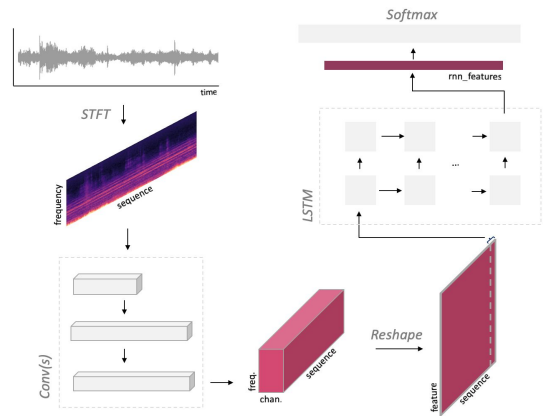 Softmax
rnn_features
time
STFT
frequency
sequence
LSTM
...
Conv(s)
freq.
chan.
sequence
Reshape
feature
sequence